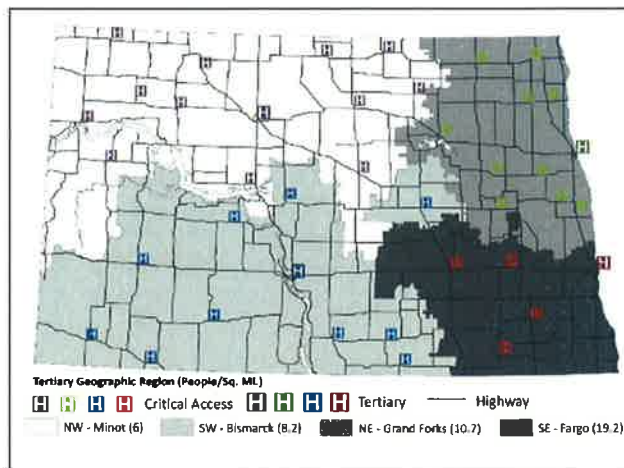 Tertiary Geographic Region (People/Sq. Mi.)
H H H H Critical Access H H H H Tertiary Highway
NW - Minot (6) SW - Bismarck (8.2) NE - Grand Forks (10.7) SE - Fargo (19.2)